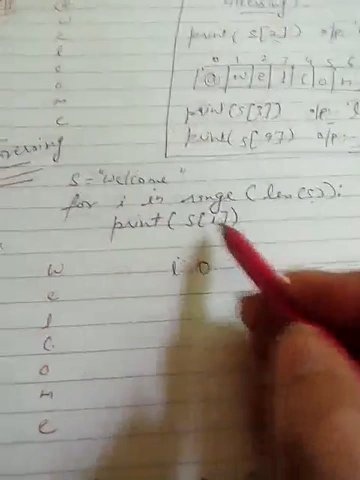 e
l
c
o
m
e
print( s[2]) o/p:
0 1 2 3 4 5 6
@ w e l c o m
print(s[3]) o/p:
print( s[9]) o/p:
s = "welcome"
for i in range (len(s)):
print( s[i])
w i 0
e
l
c
o
m
e